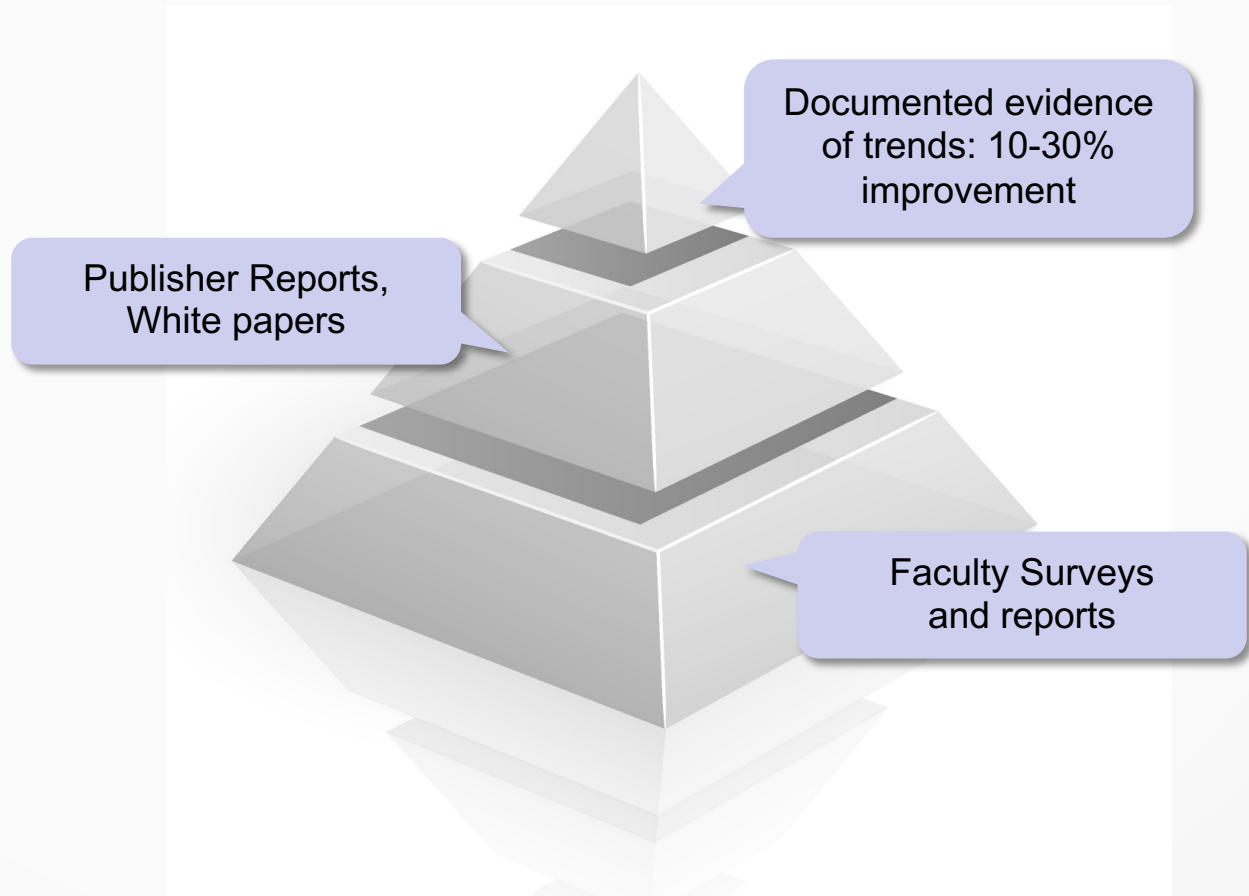 Documented evidence
of trends: 10-30%
improvement
Publisher Reports,
White papers
Faculty Surveys
and reports